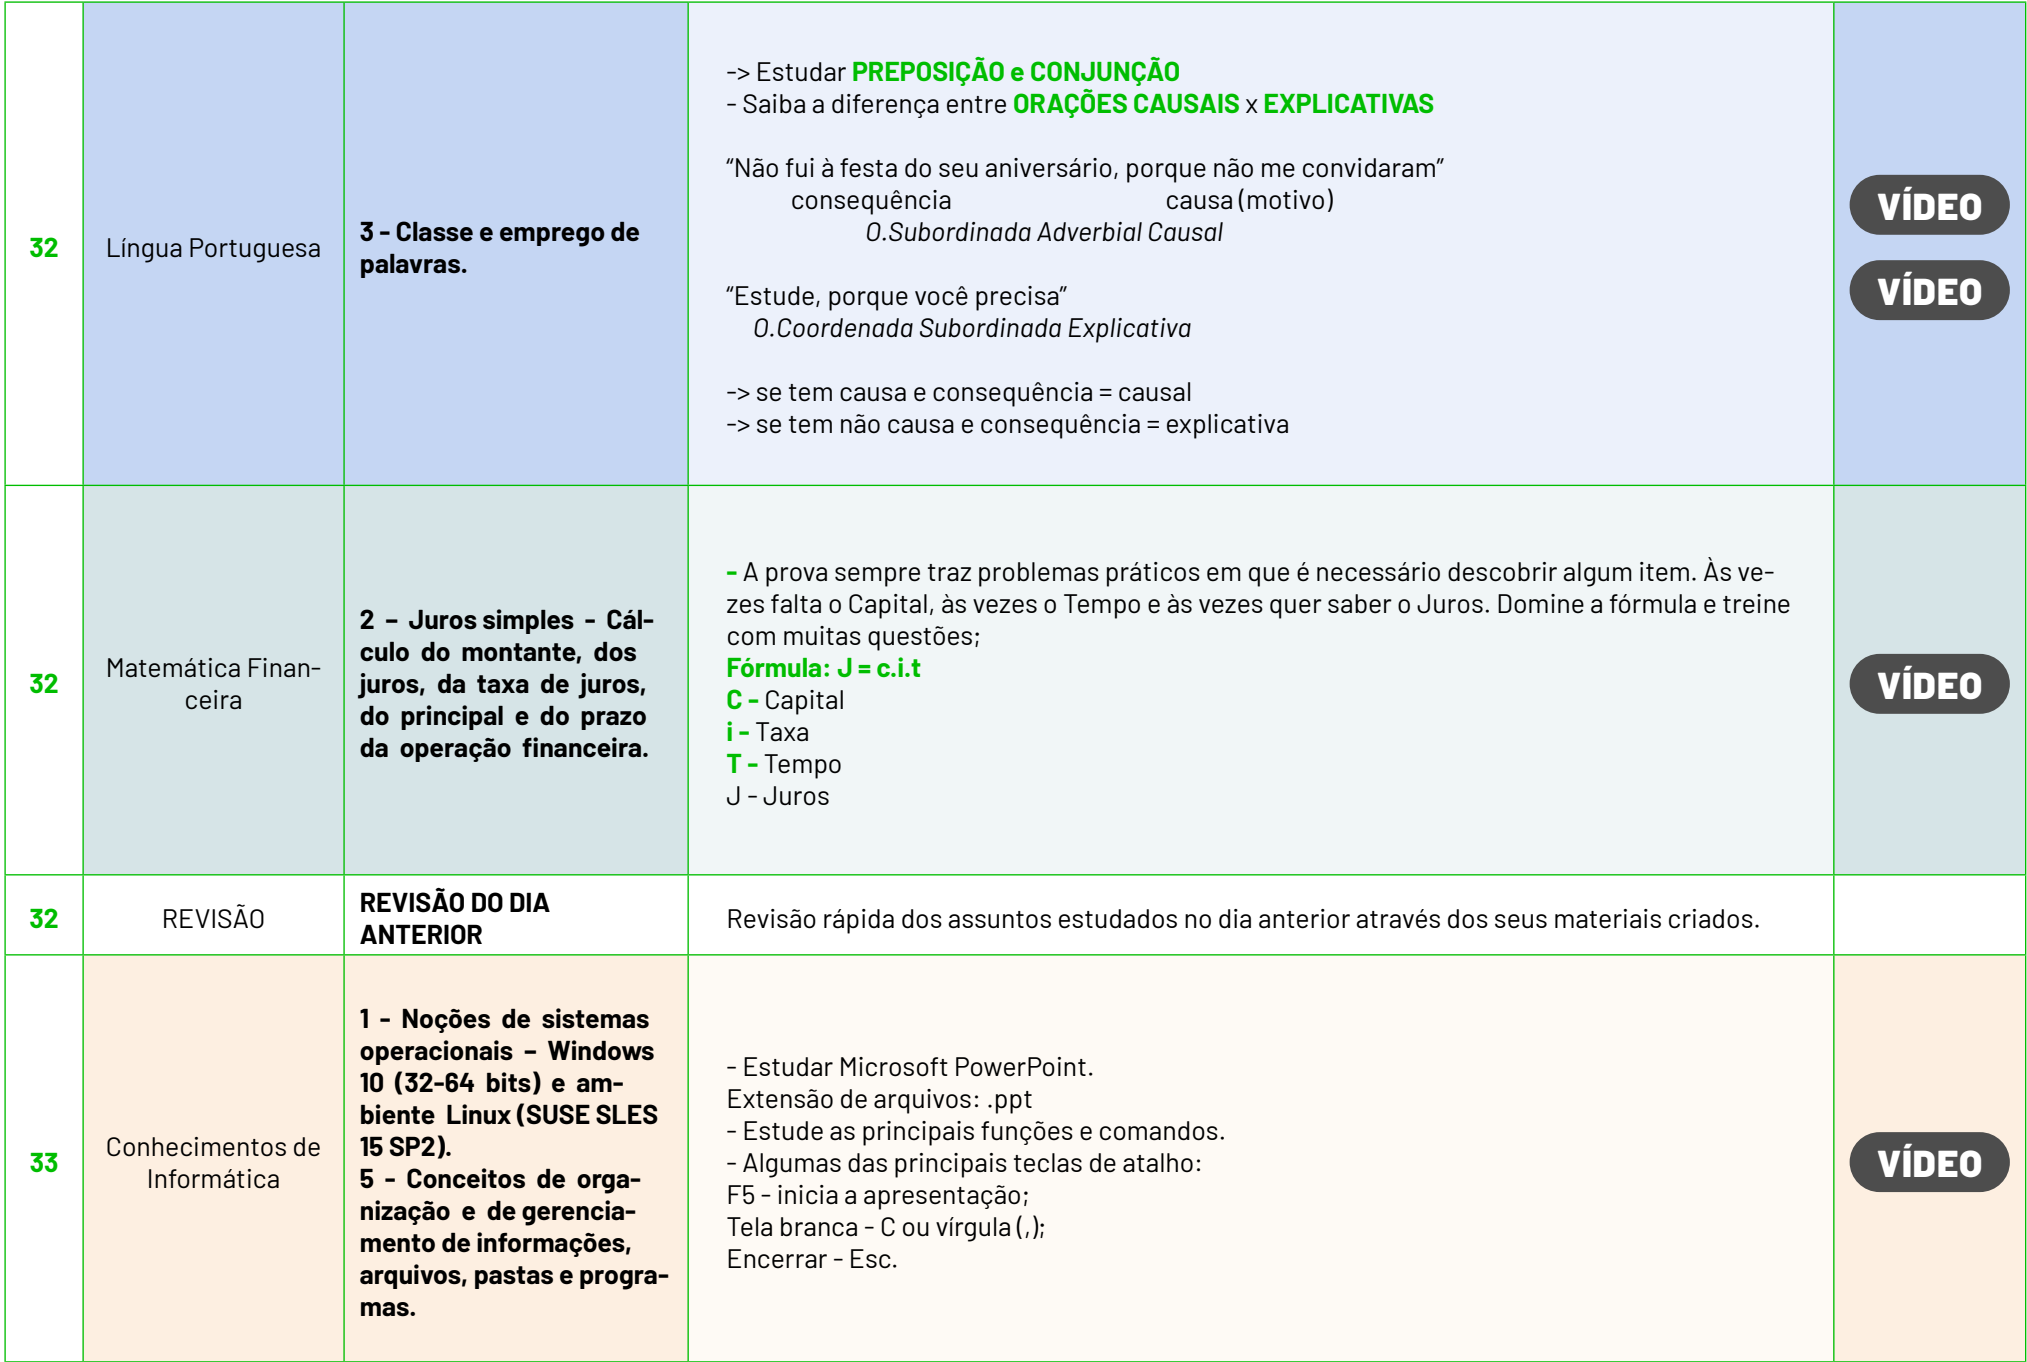 32
Língua Portuguesa
3 - Classe e emprego de
palavras.
-> Estudar PREPOSIÇÃO e CONJUNÇÃO
- Saiba a diferença entre ORAÇÕES CAUSAIS x EXPLICATIVAS
“Não fui à festa do seu aniversário, porque não me convidaram”
consequência causa (motivo)
O.Subordinada Adverbial Causal
“Estude, porque você precisa”
O.Coordenada Subordinada Explicativa
-> se tem causa e consequência = causal
-> se tem não causa e consequência = explicativa
VÍDEO
VÍDEO
32
Matemática Finan-
ceira
2 – Juros simples - Cál-
culo do montante, dos
juros, da taxa de juros,
do principal e do prazo
da operação financeira.
- A prova sempre traz problemas práticos em que é necessário descobrir algum item. Às ve-
zes falta o Capital, às vezes o Tempo e às vezes quer saber o Juros. Domine a fórmula e treine
com muitas questões;
Fórmula: J = c.i.t
C - Capital
i - Taxa
T - Tempo
J - Juros
VÍDEO
32
REVISÃO
REVISÃO DO DIA
ANTERIOR
Revisão rápida dos assuntos estudados no dia anterior através dos seus materiais criados.
33
Conhecimentos de
Informática
1 - Noções de sistemas
operacionais – Windows
10 (32-64 bits) e am-
biente Linux (SUSE SLES
15 SP2).
5 - Conceitos de orga-
nização e de gerencia-
mento de informações,
arquivos, pastas e progra-
mas.
- Estudar Microsoft PowerPoint.
Extensão de arquivos: .ppt
- Estude as principais funções e comandos.
- Algumas das principais teclas de atalho:
F5 - inicia a apresentação;
Tela branca - C ou vírgula (,);
Encerrar - Esc.
VÍDEO